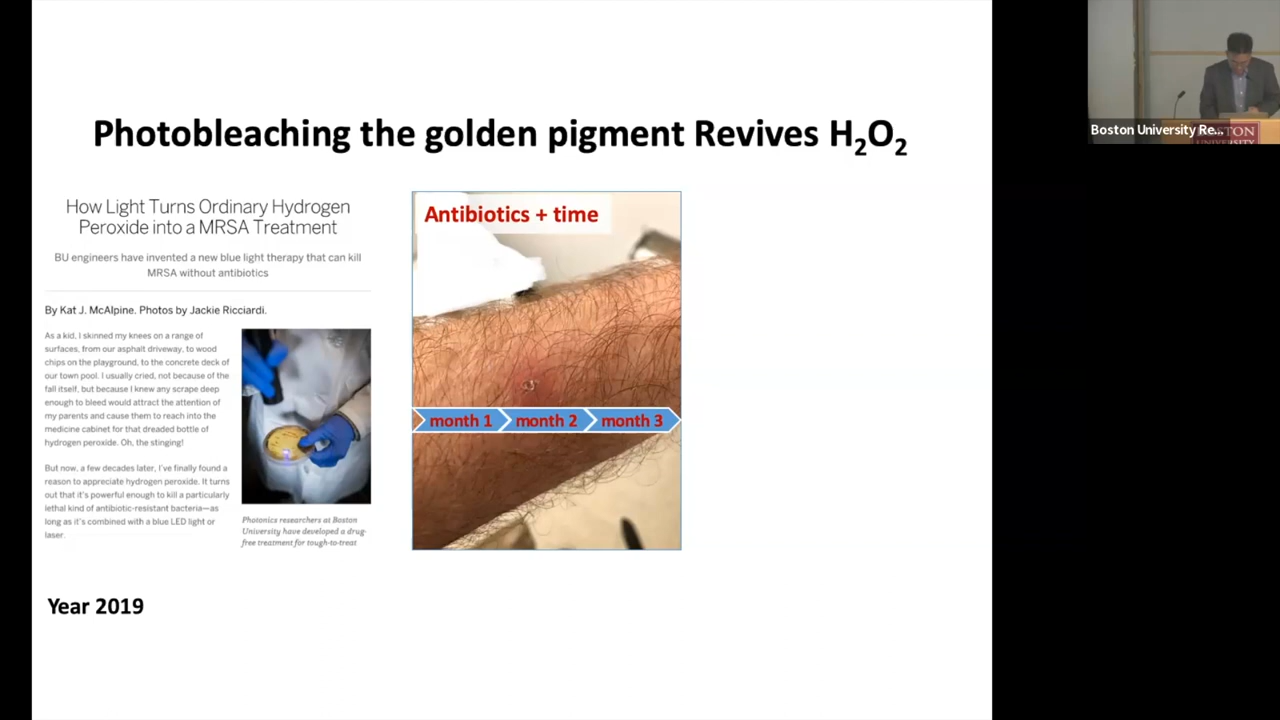 Photobleaching the golden pigment Revives H₂O₂
How Light Turns Ordinary Hydrogen
Peroxide into a MRSA Treatment
BU engineers have invented a new blue light therapy that can kill
MRSA without antibiotics
By Kat J. McAlpine. Photos by Jackie Ricciardi.
As a kid, I skinned my knees on a range of
surfaces, from our asphalt driveway, to wood
chips on the playground, to the concrete deck of
our town pool. I usually cried, not because of the
fall itself, but because I knew any scrape deep
enough to bleed would attract the attention of
my parents and cause them to reach into the
medicine cabinet for that dreaded bottle of
hydrogen peroxide. Oh, the stinging!
But now, a few decades later, I've finally found a
reason to appreciate hydrogen peroxide. It turns
out that it's powerful enough to kill a particularly
lethal kind of antibiotic-resistant bacteria—as
long as it's combined with a blue LED light or
laser.
Photonics researchers at Boston
University have developed a drug-
free treatment for tough-to-treat
Antibiotics + time
month 1
month 2
month 3
Year 2019
Boston University Re...
TON
UNIVERSITY